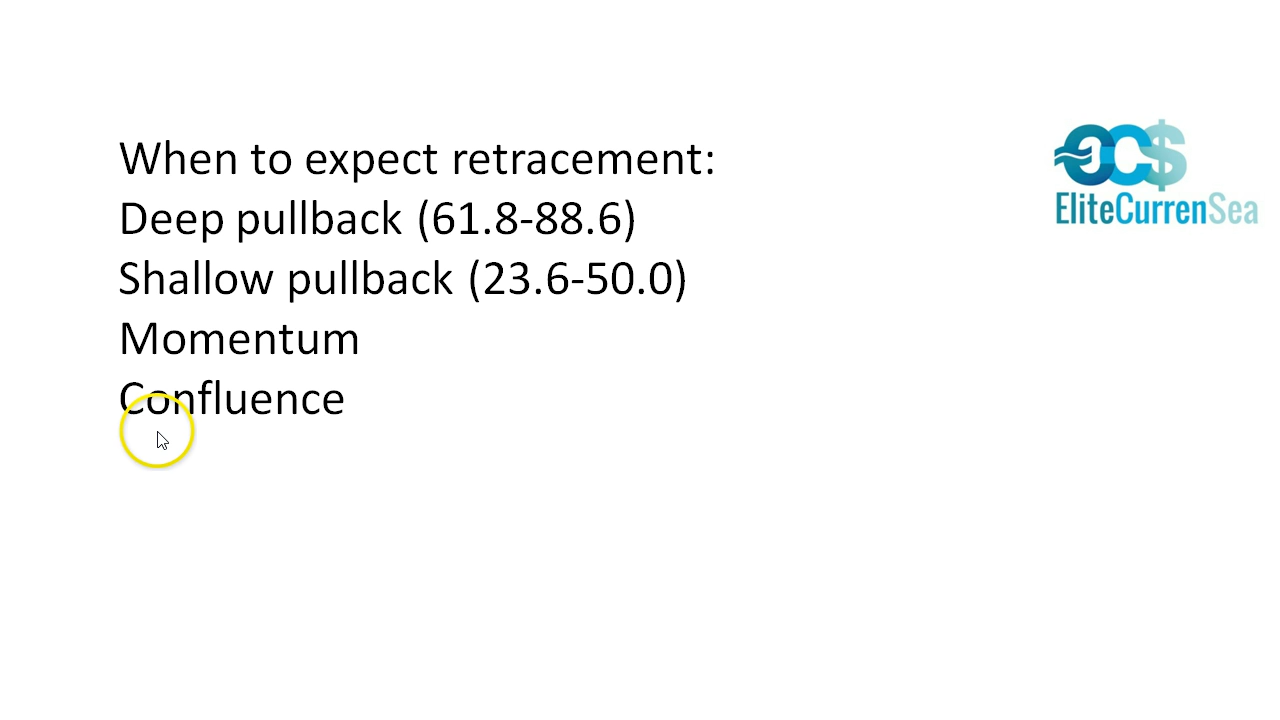 When to expect retracement:
Deep pullback (61.8-88.6)
Shallow pullback (23.6-50.0)
Momentum
Confluence
ECS
EliteCurrenSea